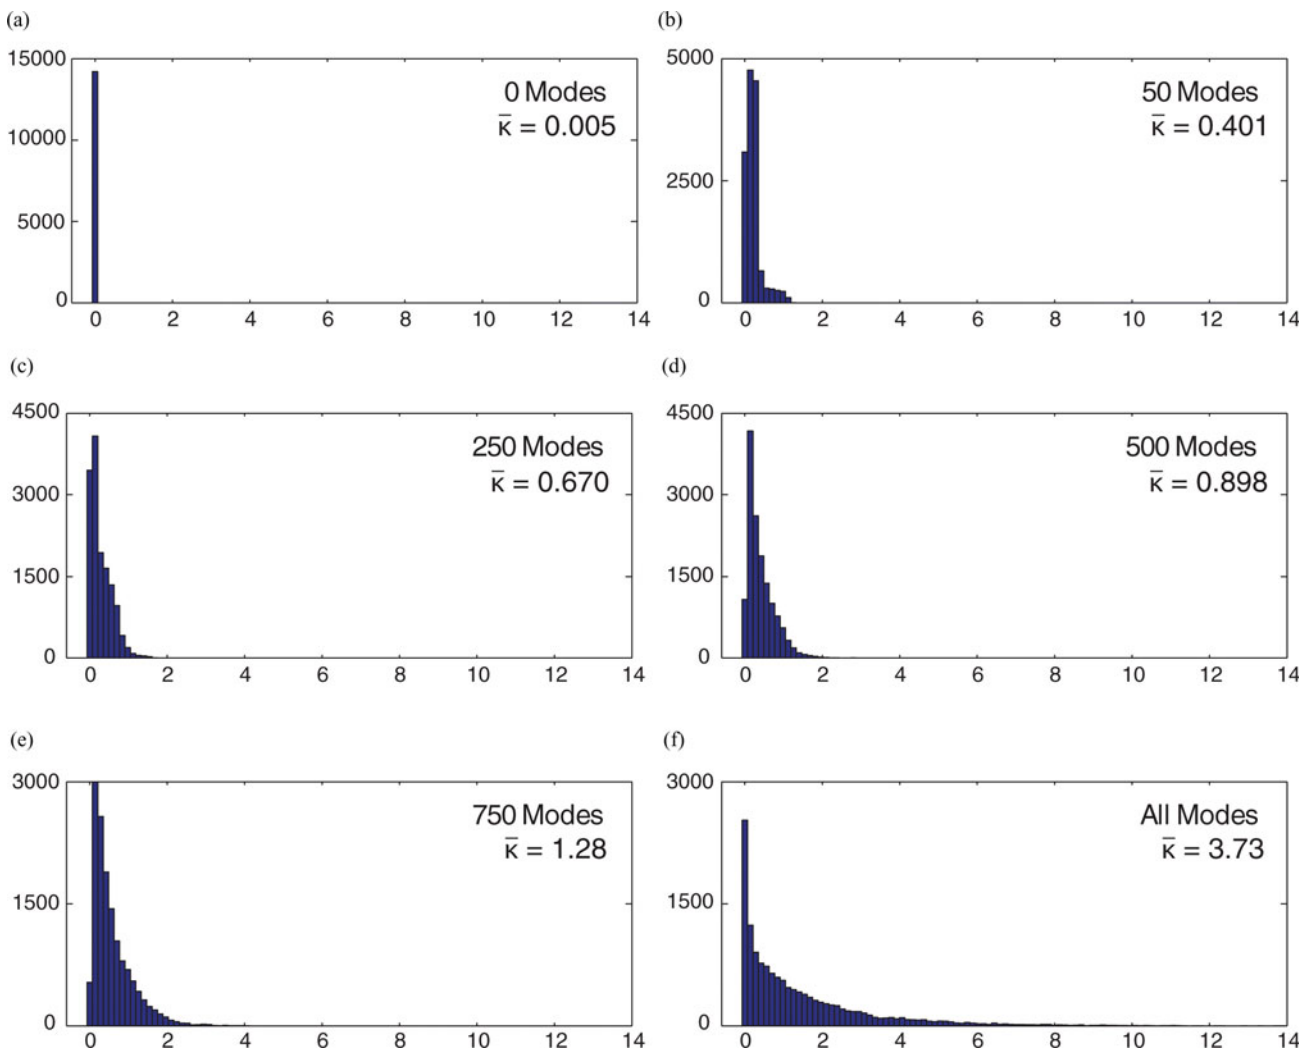 (a)
15000
10000
5000
0
0 Modes
κ̄ = 0.005
0 2 4 6 8 10 12 14
(b)
5000
2500
0
50 Modes
κ̄ = 0.401
0 2 4 6 8 10 12 14
(c)
4500
3000
1500
0
250 Modes
κ̄ = 0.670
0 2 4 6 8 10 12 14
(d)
4500
3000
1500
0
500 Modes
κ̄ = 0.898
0 2 4 6 8 10 12 14
(e)
3000
1500
0
750 Modes
κ̄ = 1.28
0 2 4 6 8 10 12 14
(f)
3000
1500
0
All Modes
κ̄ = 3.73
0 2 4 6 8 10 12 14